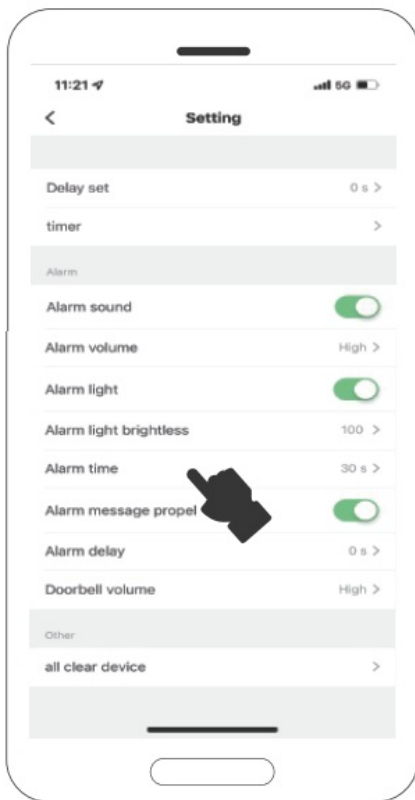 11:21 5G
Setting
Delay set 0 s >
timer >
Alarm
Alarm sound
Alarm volume High >
Alarm light
Alarm light brightless 100 >
Alarm time 30 s >
Alarm message propel
Alarm delay 0 s >
Doorbell volume High >
Other
all clear device >